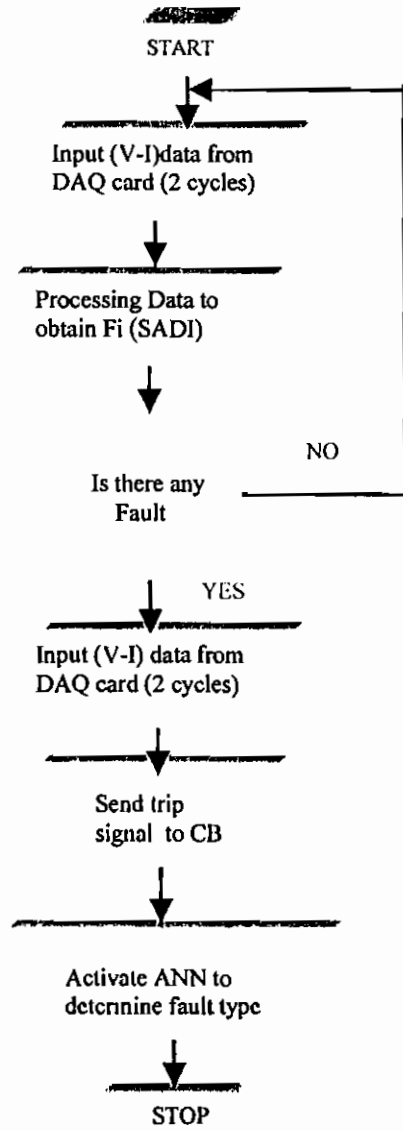 START
Input (V-I)data from
DAQ card (2 cycles)
Processing Data to
obtain Fi (SADI)
NO
Is there any
Fault
YES
Input (V-I) data from
DAQ card (2 cycles)
Send trip
signal to CB
Activate ANN to
determine fault type
STOP